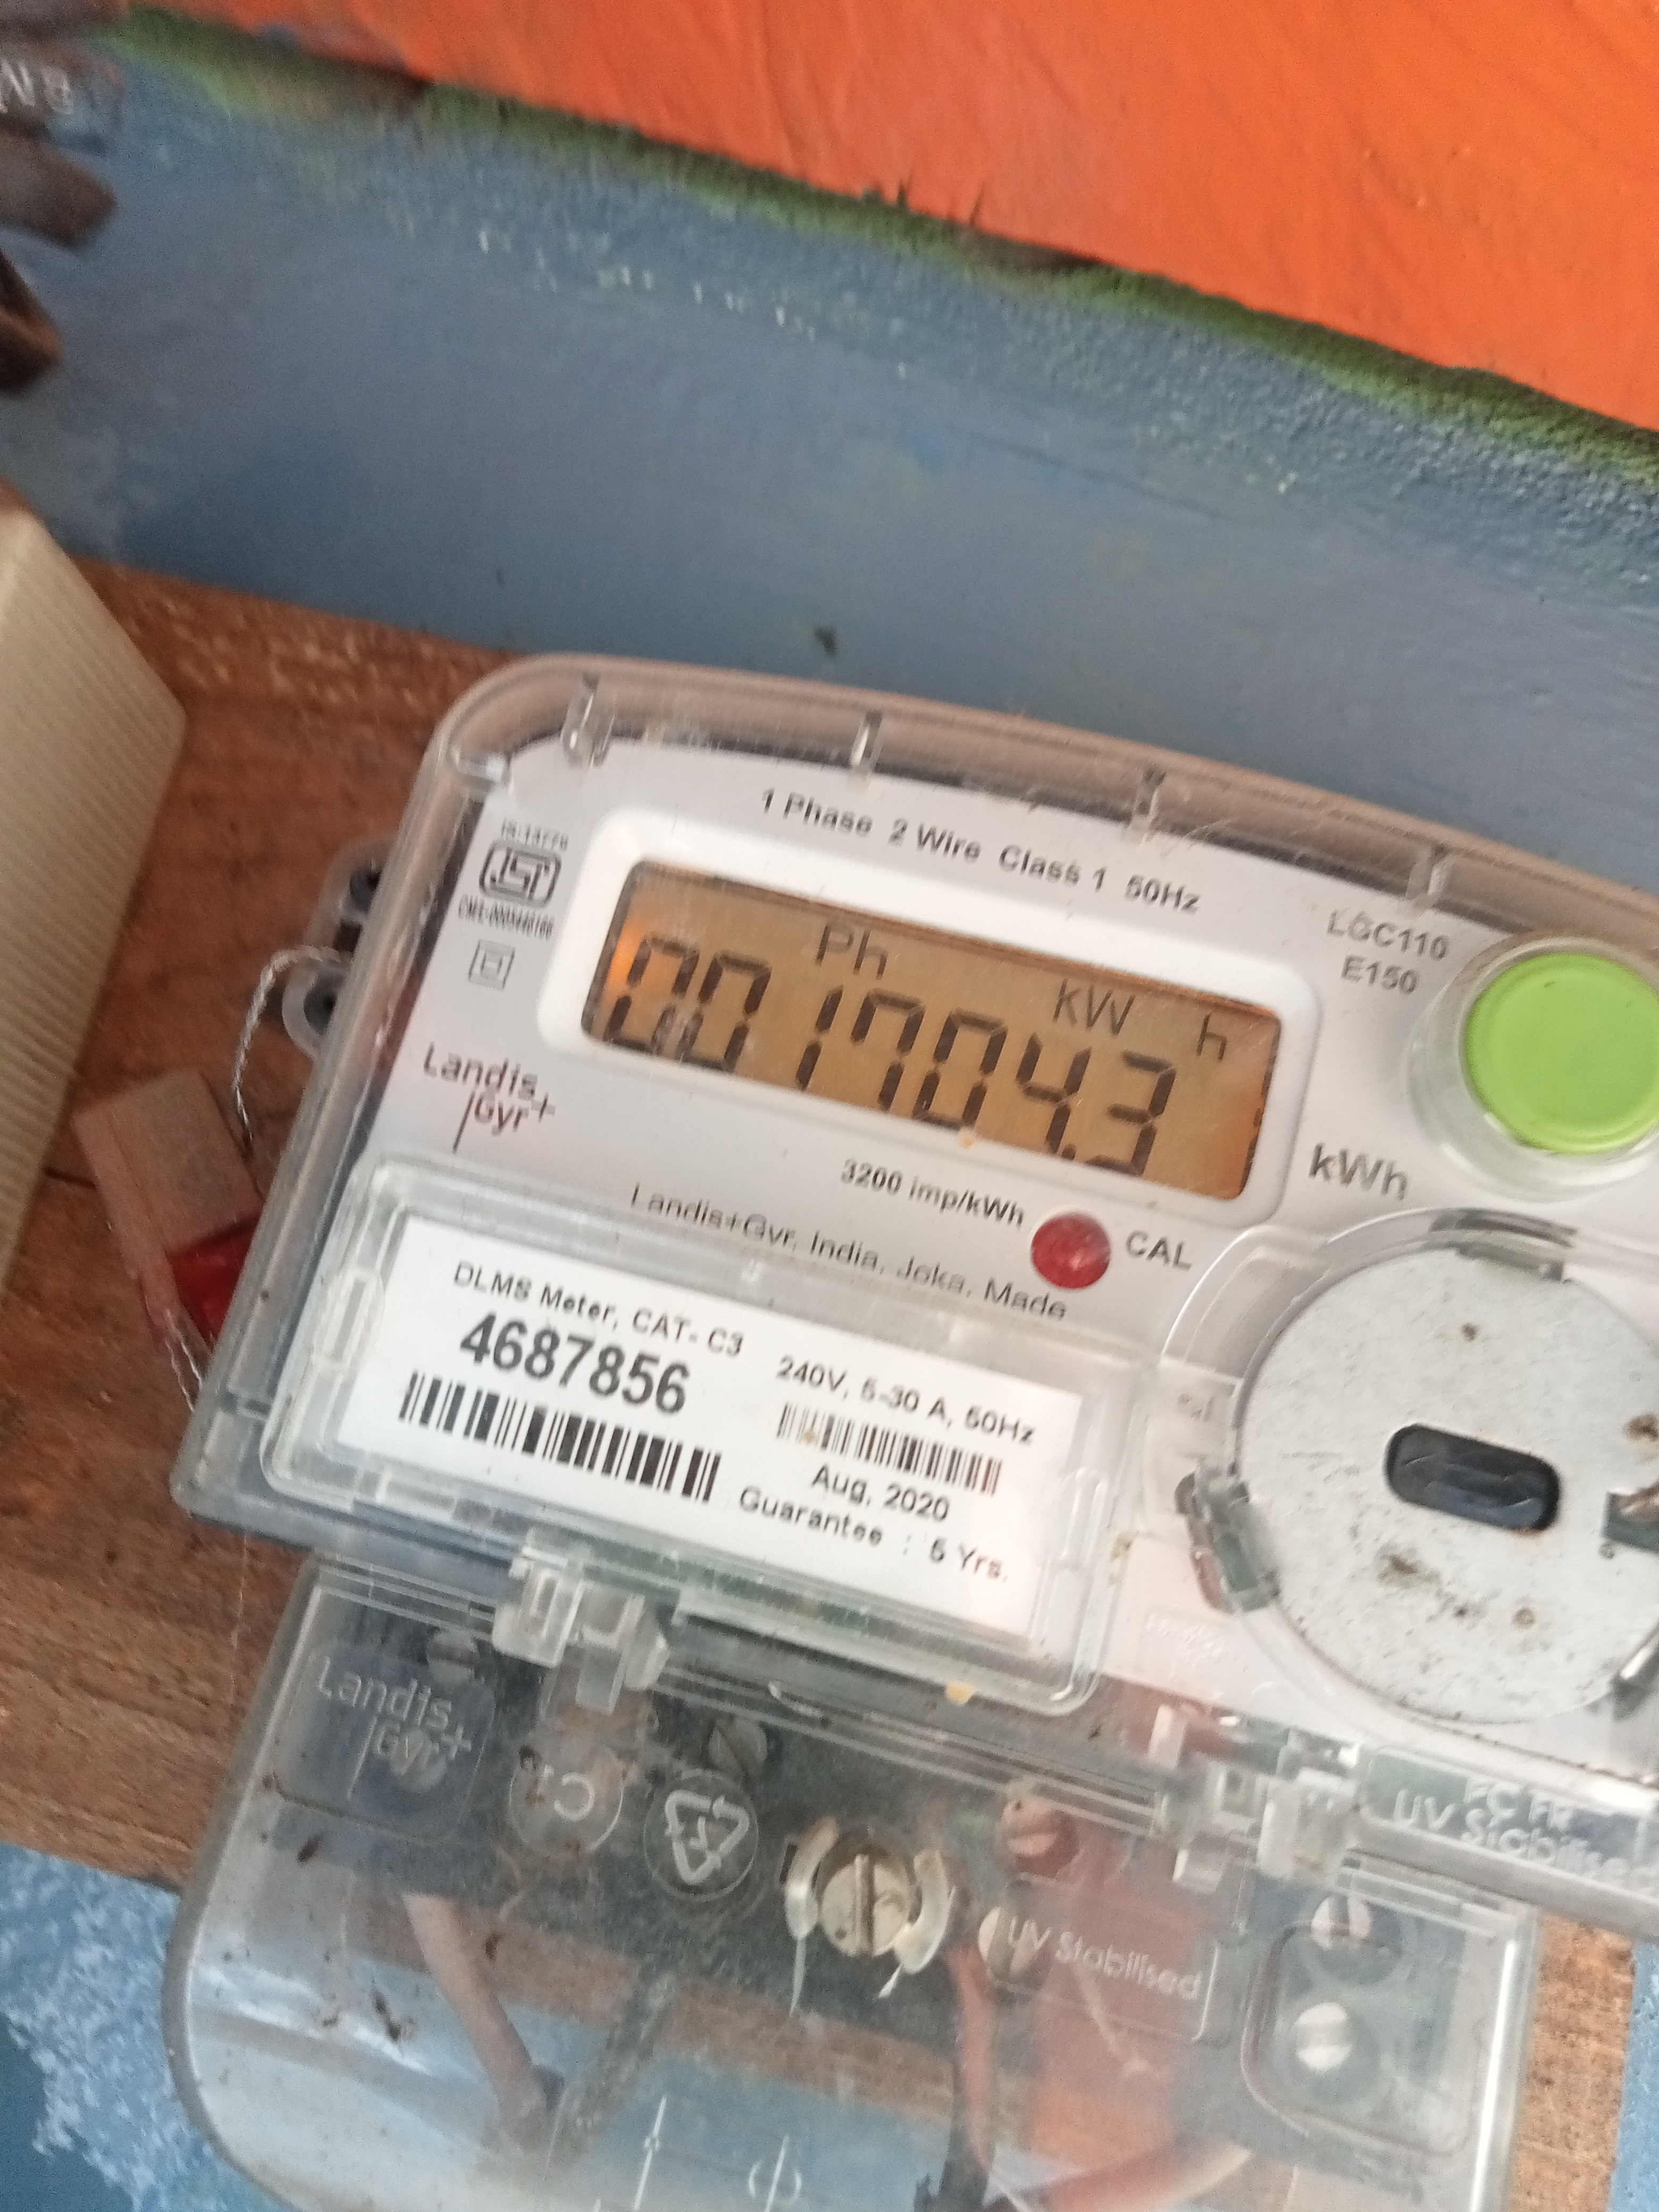 1 Phase 2 Wire Class 1 50Hz
IS:13779
LGC110
E150
Ph
kW h
001704.3
Landis
Gyr+
kWh
3200 imp/kWh
CAL
Landis+Gyr, India, Joka, Made
DLMS Meter, CAT- C3
4687856
240V, 5-30 A, 50Hz
Aug, 2020
Guarantee : 5 Yrs.
Landis
Gyr+
UV Stabilised
UV Stabilised